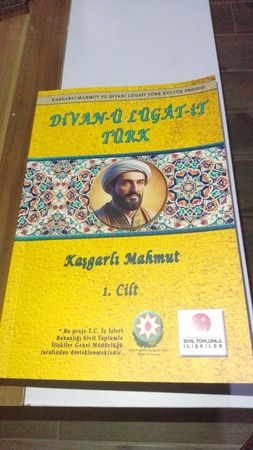 KAŞGARLI MAHMUT VE DİVANI LÜGATİ TÜRK KÜLTÜR PROJESİ
DİVAN-Ü LÜGÂT-İT
TÜRK
Kaşgarlı Mahmut
1. Cilt
* Bu proje T.C. İç İşleri
Bakanlığı Sivil Toplumla
İlişkiler Genel Müdürlüğü
tarafından desteklenmektedir...
SİVİL TOPLUMLA
İLİŞKİLER